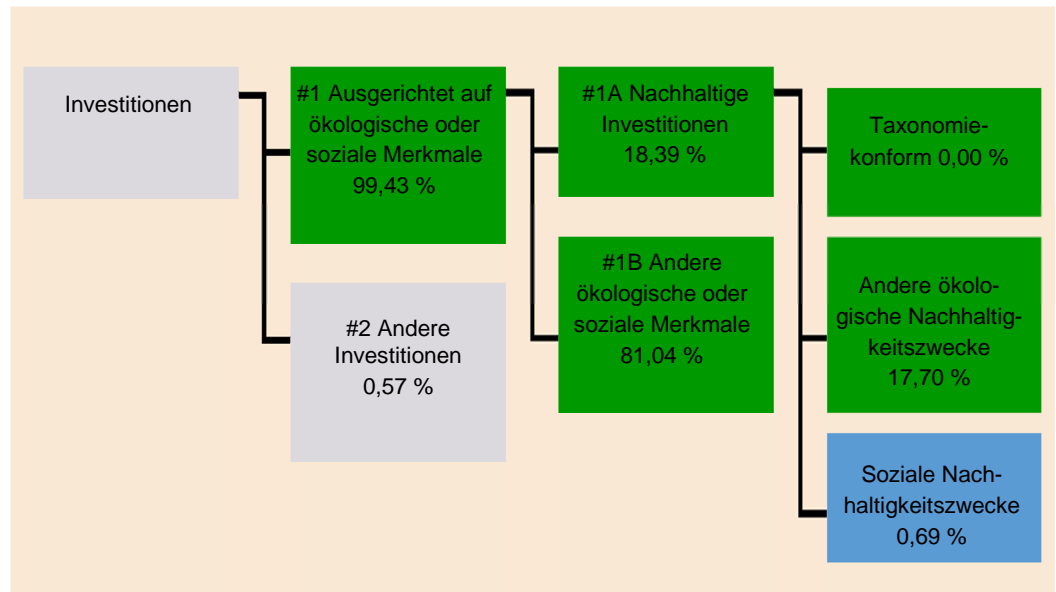 Investitionen
#1 Ausgerichtet auf
ökologische oder
soziale Merkmale
99,43 %
#2 Andere
Investitionen
0,57 %
#1A Nachhaltige
Investitionen
18,39 %
#1B Andere
ökologische oder
soziale Merkmale
81,04 %
Taxonomie-
konform 0,00 %
Andere ökolo-
gische Nachhaltig-
keitszwecke
17,70 %
Soziale Nach-
haltigkeitszwecke
0,69 %